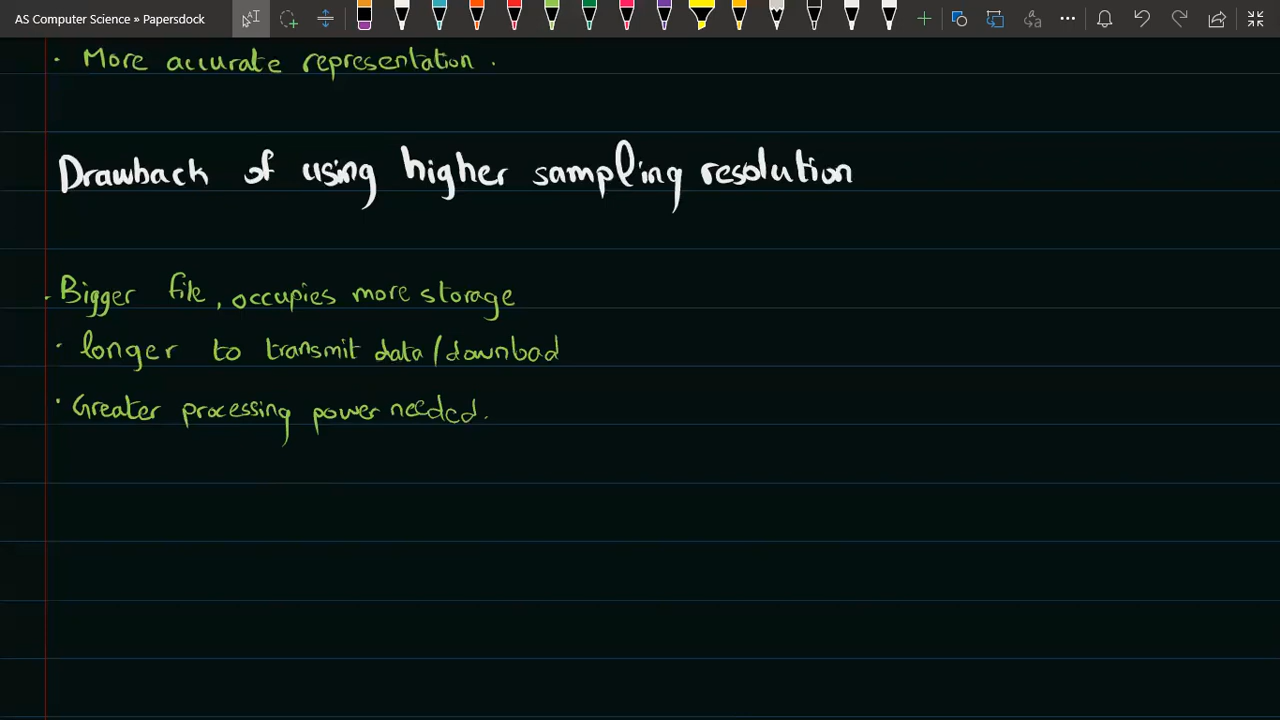 AS Computer Science » Papersdock
· More accurate representation .
Drawback of using higher sampling resolution
. Bigger file, occupies more storage
· longer to transmit data/download
· Greater processing power needed.